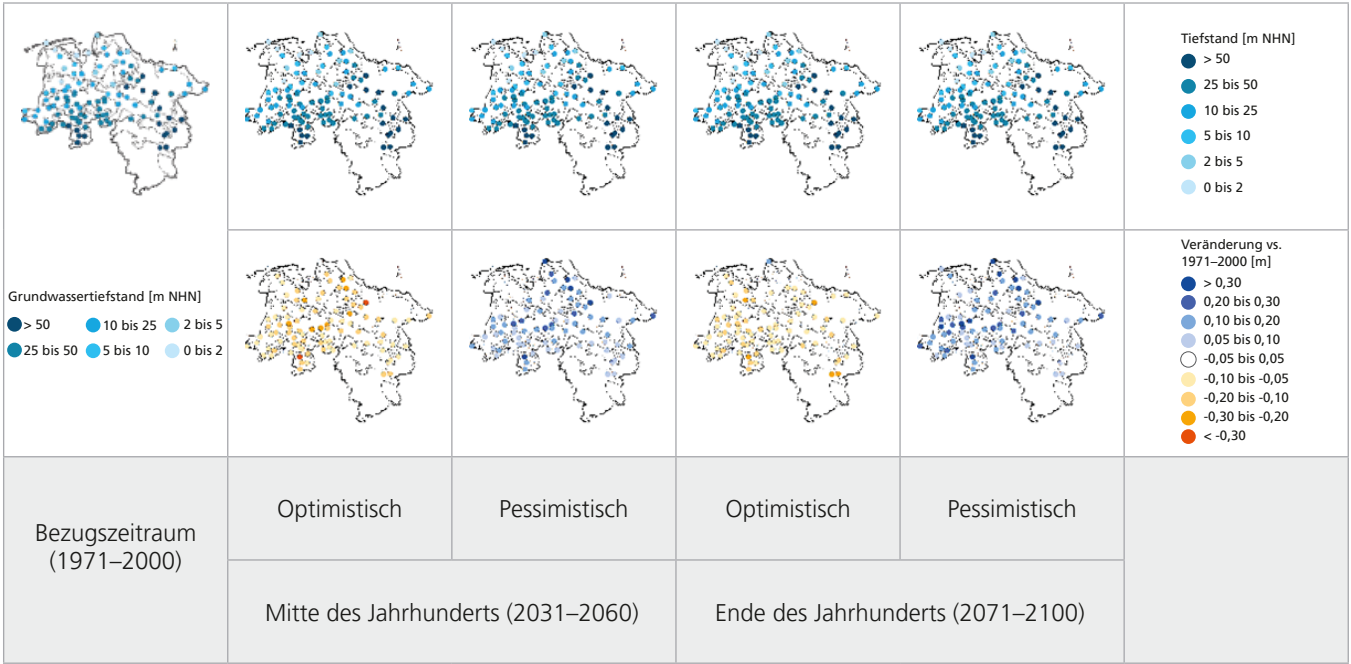 Tiefstand [m NHN]
> 50
25 bis 50
10 bis 25
5 bis 10
2 bis 5
0 bis 2
Grundwassertiefstand [m NHN]
> 50 10 bis 25 2 bis 5
25 bis 50 5 bis 10 0 bis 2
Veränderung vs.
1971–2000 [m]
> 0,30
0,20 bis 0,30
0,10 bis 0,20
0,05 bis 0,10
-0,05 bis 0,05
-0,10 bis -0,05
-0,20 bis -0,10
-0,30 bis -0,20
< -0,30
Bezugszeitraum
(1971–2000)
Optimistisch
Pessimistisch
Optimistisch
Pessimistisch
Mitte des Jahrhunderts (2031–2060)
Ende des Jahrhunderts (2071–2100)